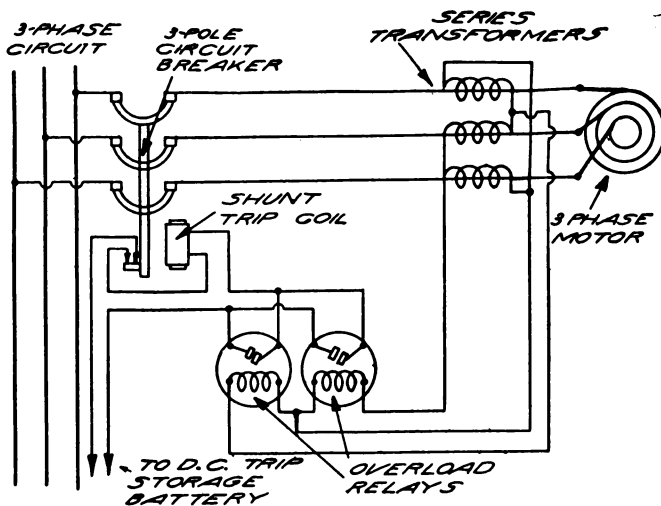 3-PHASE
CIRCUIT
3-POLE
CIRCUIT
BREAKER
SERIES
TRANSFORMERS
SHUNT
TRIP COIL
3 PHASE
MOTOR
TO D.C. TRIP
STORAGE
BATTERY
OVERLOAD
RELAYS